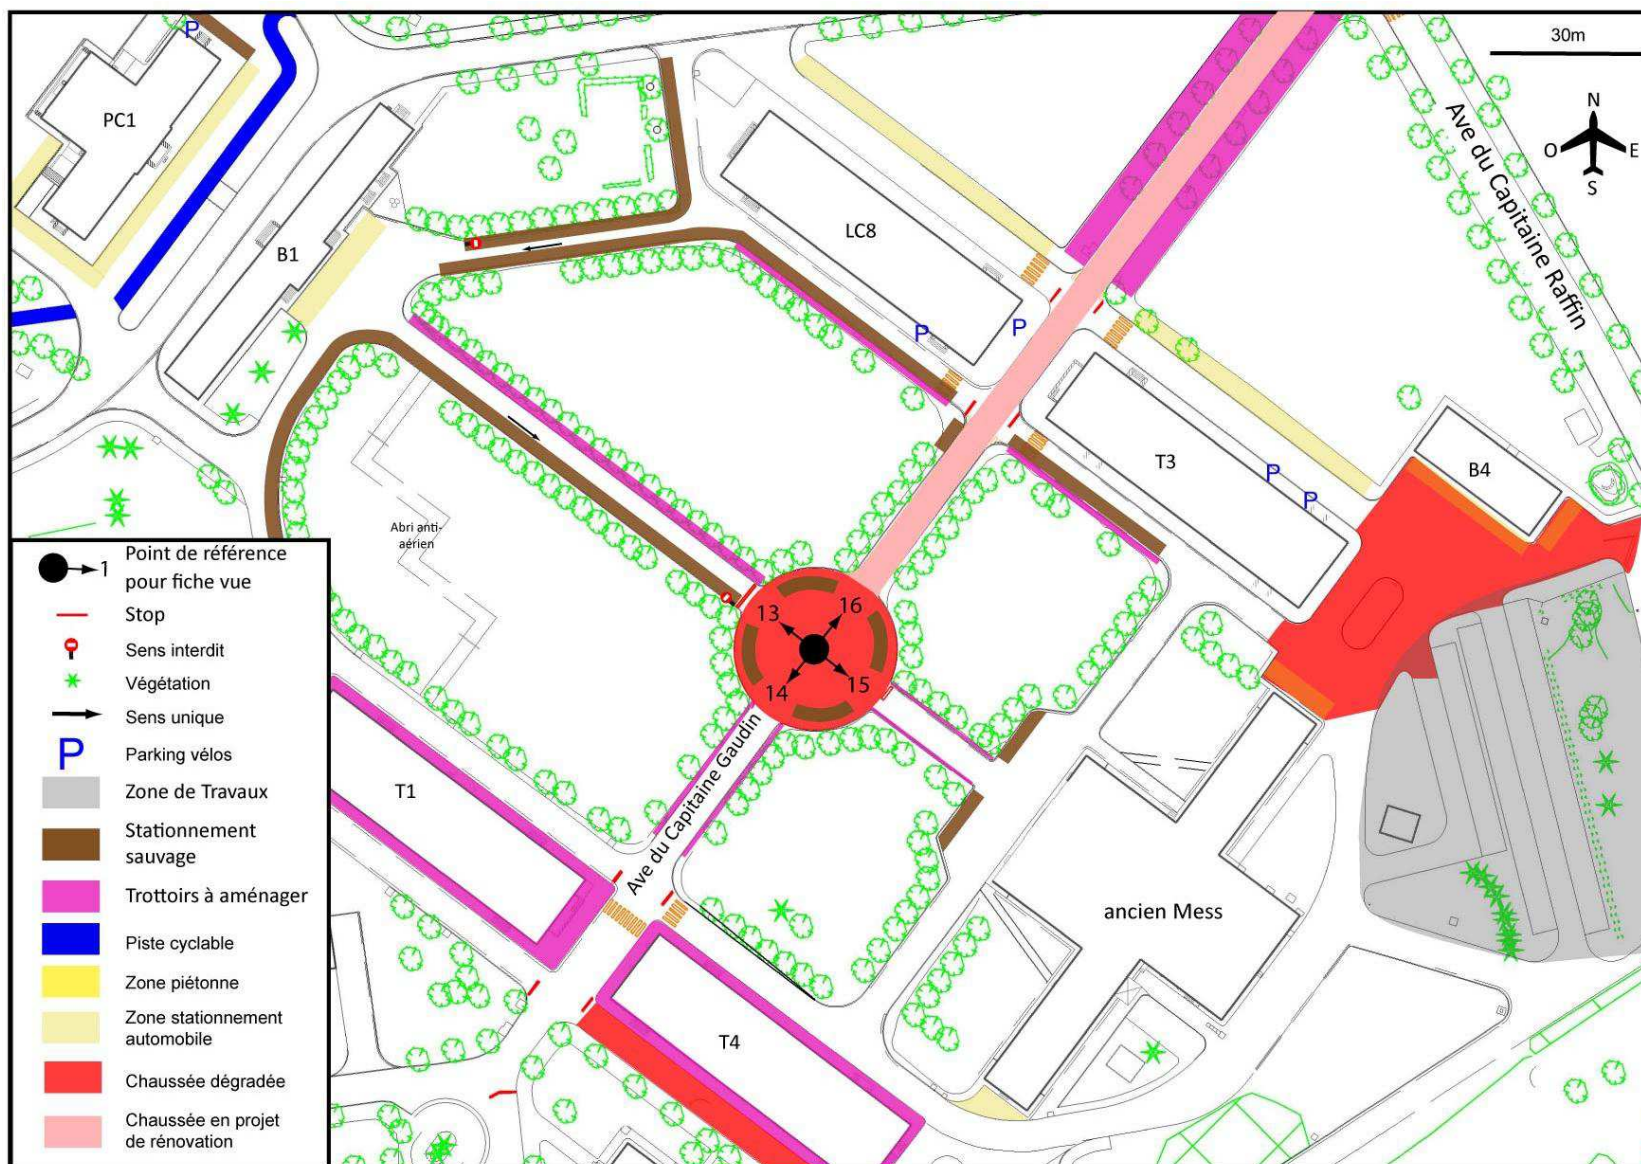 P
PC1
30m
N
O E
S
Ave du Capitaine Raffin
B1
LC8
P
P
T3
P
P
B4
Abri anti-
aérien
13
16
14
15
Ave du Capitaine Gaudin
T1
T4
ancien Mess
1
Point de référence
pour fiche vue
Stop
Sens interdit
Végétation
Sens unique
P
Parking vélos
Zone de Travaux
Stationnement
sauvage
Trottoirs à aménager
Piste cyclable
Zone piétonne
Zone stationnement
automobile
Chaussée dégradée
Chaussée en projet
de rénovation